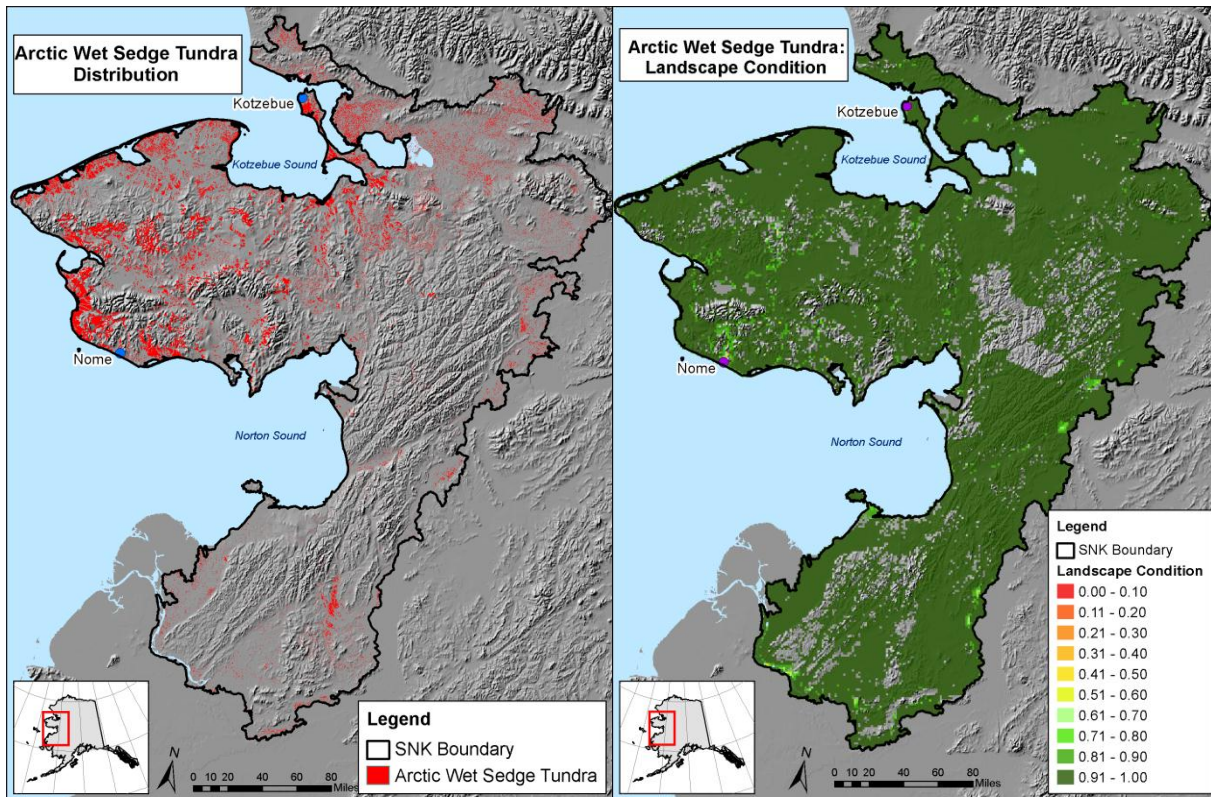 Arctic Wet Sedge Tundra
Distribution
Kotzebue
Kotzebue Sound
Nome
Norton Sound
N
0 10 20 40 60 80
Miles
Legend
SNK Boundary
Arctic Wet Sedge Tundra
Arctic Wet Sedge Tundra:
Landscape Condition
Kotzebue
Kotzebue Sound
Nome
Norton Sound
N
0 10 20 40 60 80
Miles
Legend
SNK Boundary
Landscape Condition
0.00 - 0.10
0.11 - 0.20
0.21 - 0.30
0.31 - 0.40
0.41 - 0.50
0.51 - 0.60
0.61 - 0.70
0.71 - 0.80
0.81 - 0.90
0.91 - 1.00